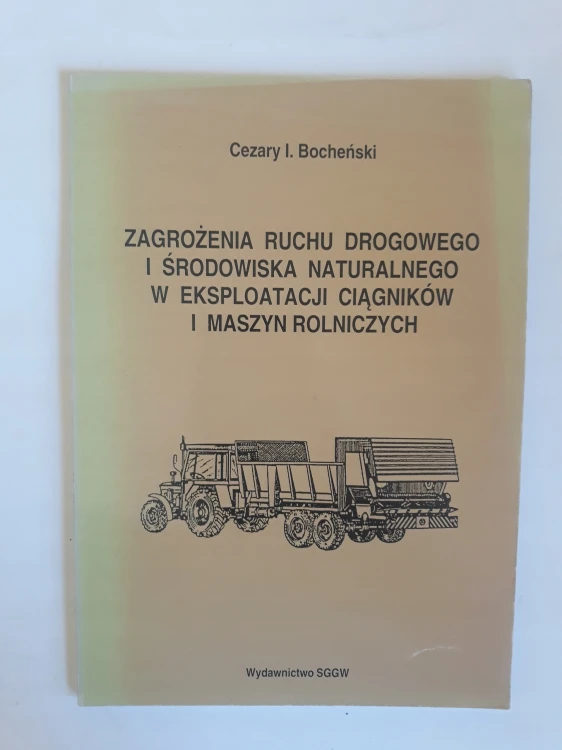 Cezary I. Bocheński
ZAGROŻENIA RUCHU DROGOWEGO
I ŚRODOWISKA NATURALNEGO
W EKSPLOATACJI CIĄGNIKÓW
I MASZYN ROLNICZYCH
Wydawnictwo SGGW